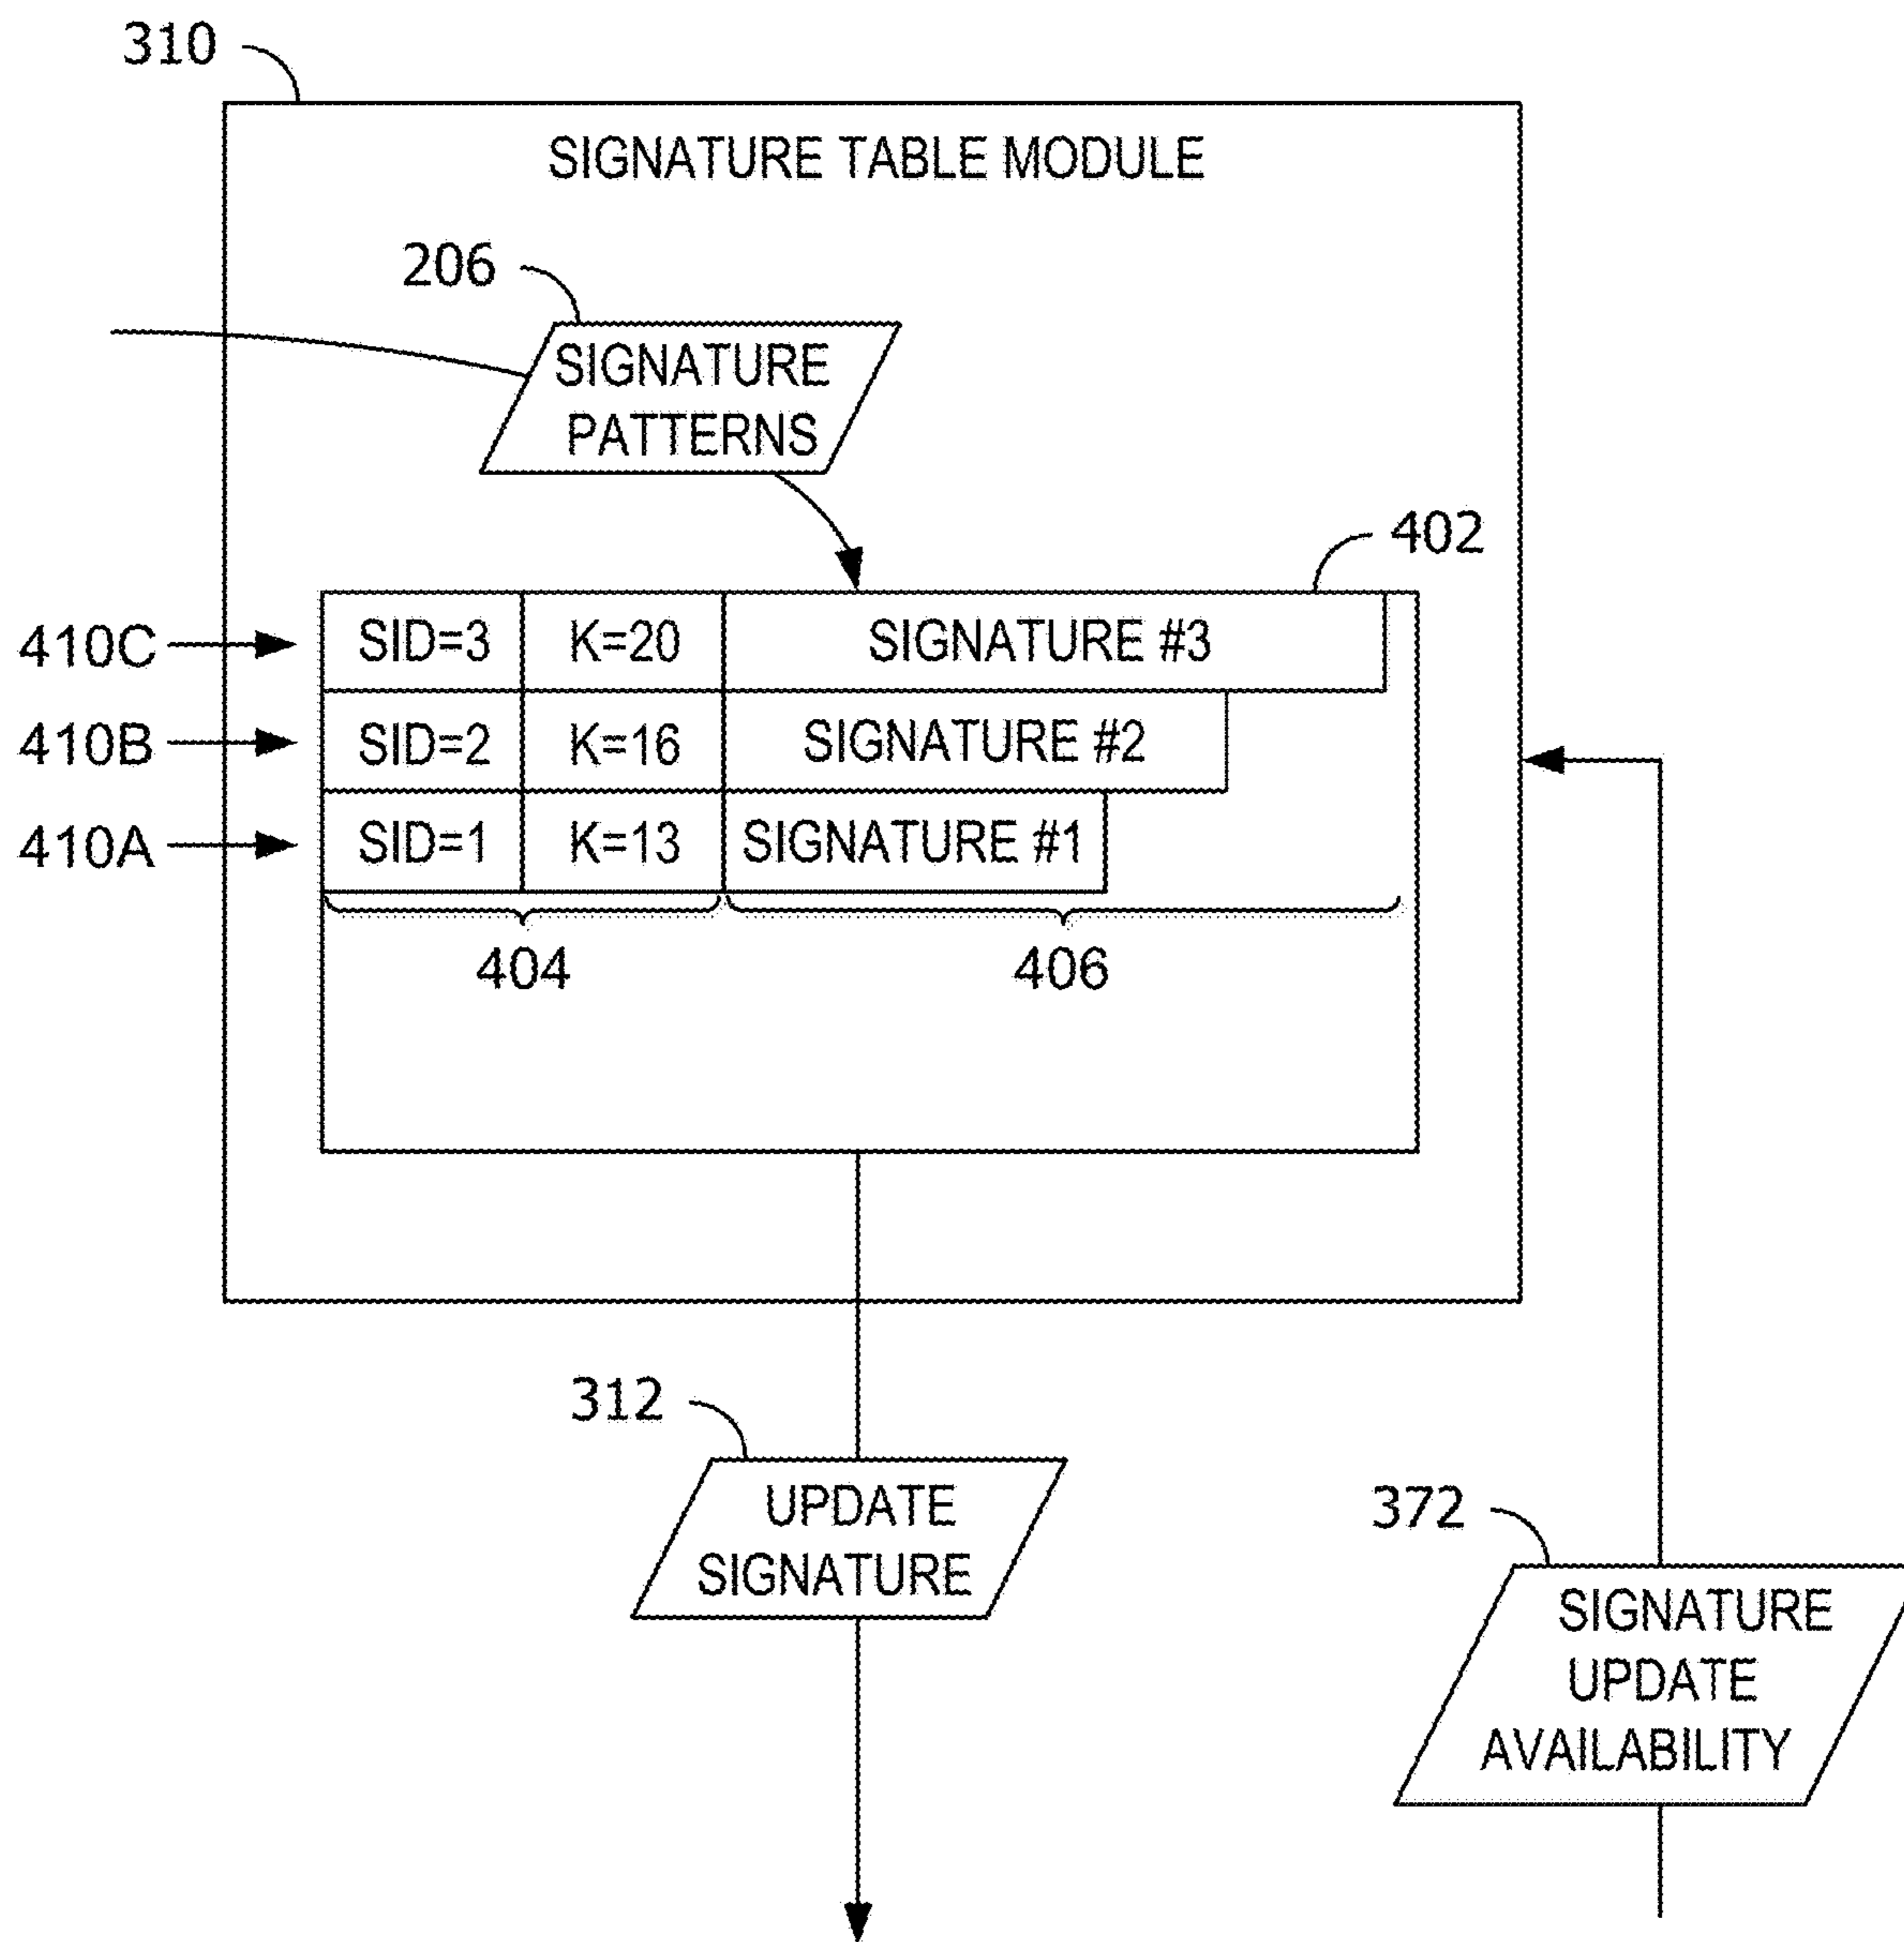 310
SIGNATURE TABLE MODULE
206
SIGNATURE
PATTERNS
402
410C SID=3 K=20 SIGNATURE #3
410B SID=2 K=16 SIGNATURE #2
410A SID=1 K=13 SIGNATURE #1
404 406
312
UPDATE
SIGNATURE
372
SIGNATURE
UPDATE
AVAILABILITY